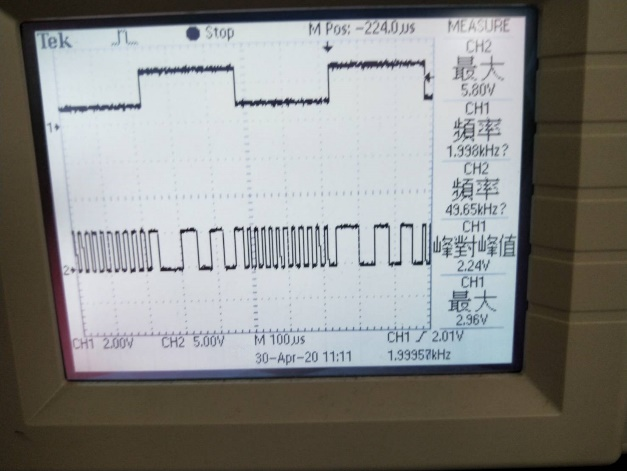 Tek Stop M Pos: -224.0µs MEASURE
CH2
最大
5.80V
CH1
頻率
1.998kHz?
CH2
頻率
49.65kHz?
CH1
峰對峰值
2.24V
CH1
最大
2.96V
1
2
CH1 2.00V CH2 5.00V M 100µs CH1 2.01V
30-Apr-20 11:11 1.99957kHz